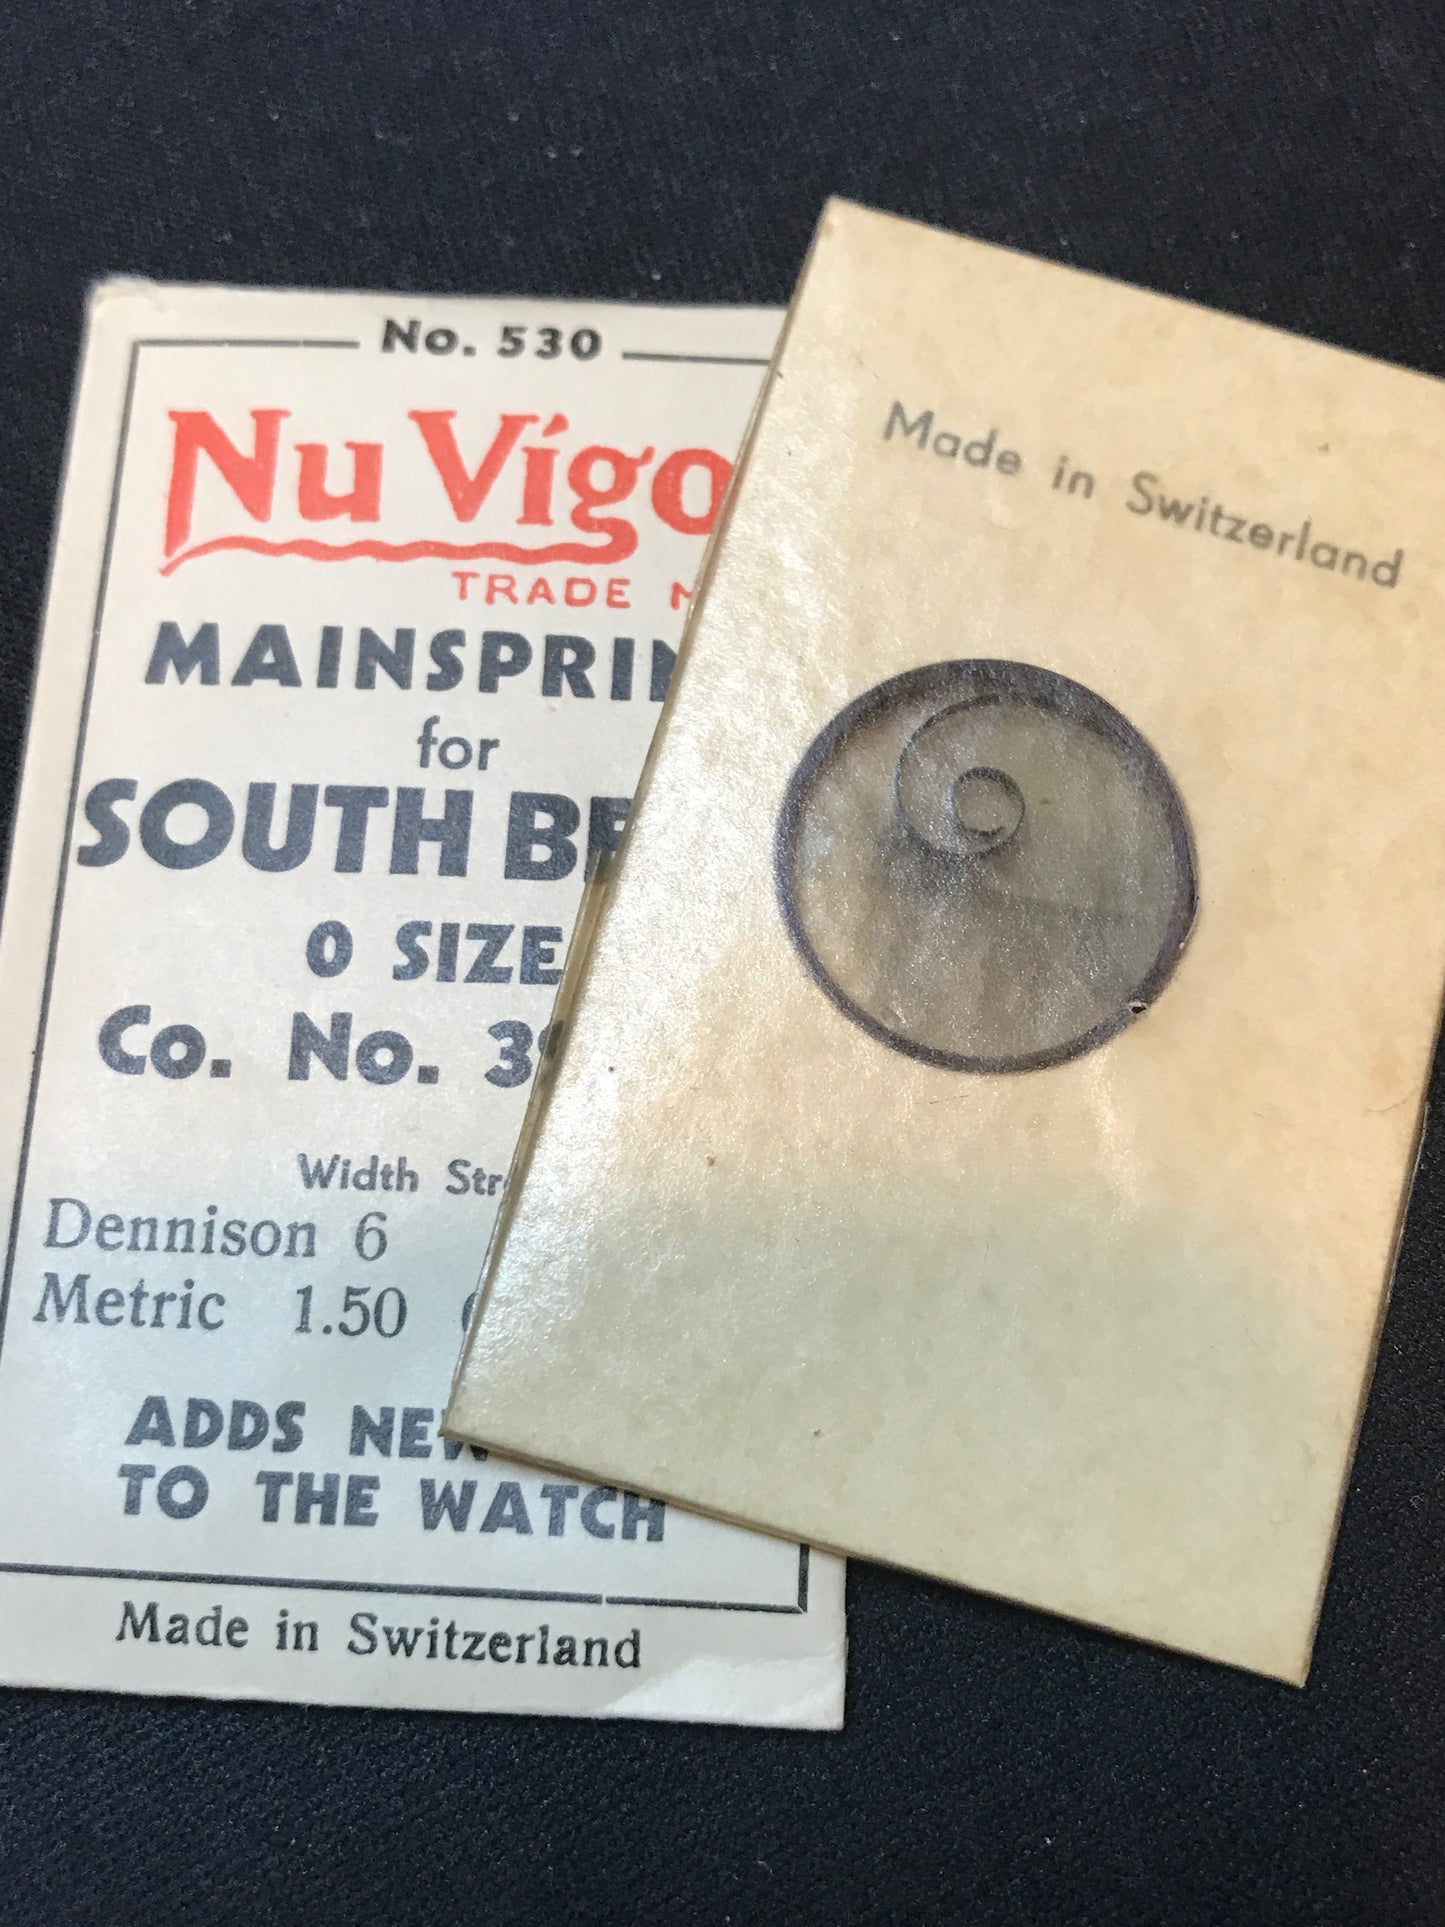 No. 530
Nu Vigo
TRADE
MAINSPRIN
for
SOUTH BE
0 SIZE
Co. No. 3
Width Str
Dennison 6
Metric 1.50
ADDS NEW
TO THE WATCH
Made in Switzerland
Made in Switzerland